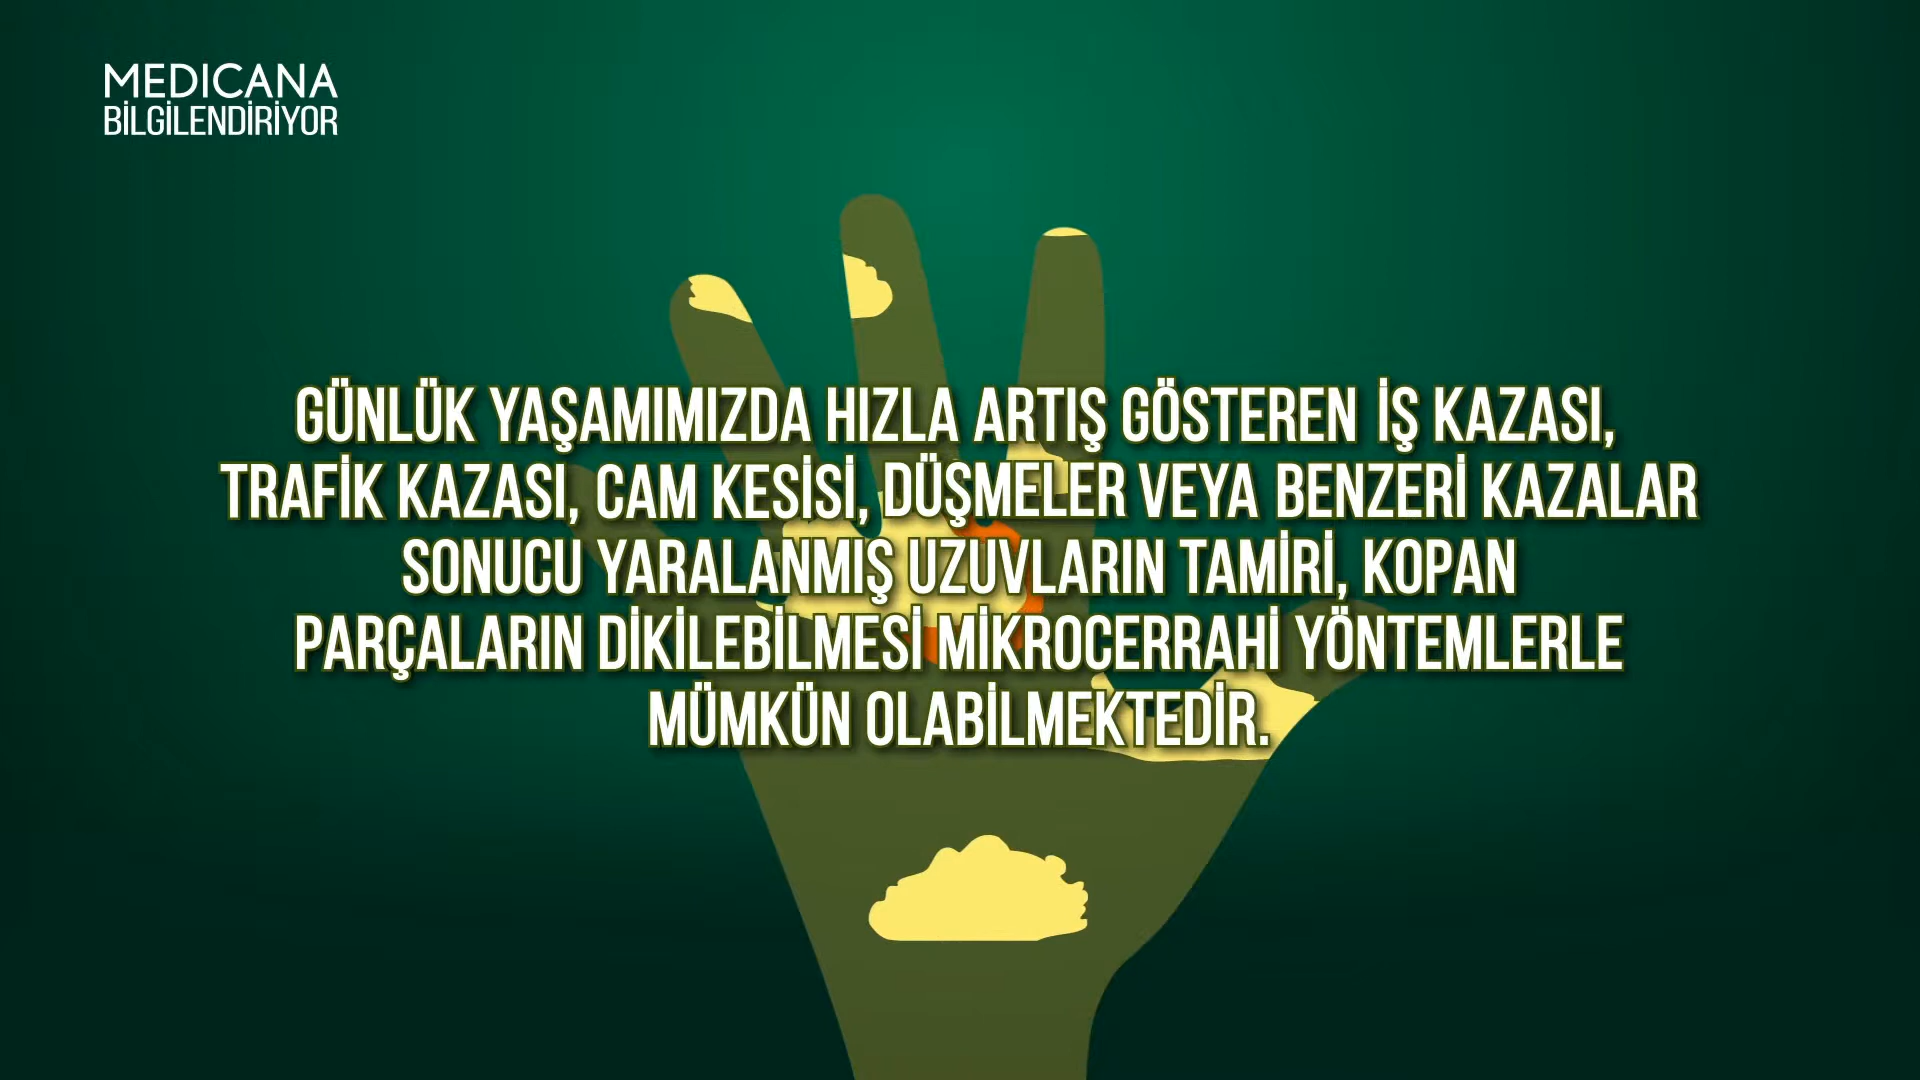 MEDICANA
BİLGİLENDİRİYOR
GÜNLÜK YAŞAMIMIZDA HIZLA ARTIŞ GÖSTEREN İŞ KAZASI,
TRAFİK KAZASI, CAM KESİSİ, DÜŞMELER VEYA BENZERİ KAZALAR
SONUCU YARALANMIŞ UZUVLARIN TAMİRİ, KOPAN
PARÇALARIN DİKİLEBİLMESİ MİKROCERRAHİ YÖNTEMLERLE
MÜMKÜN OLABİLMEKTEDİR.